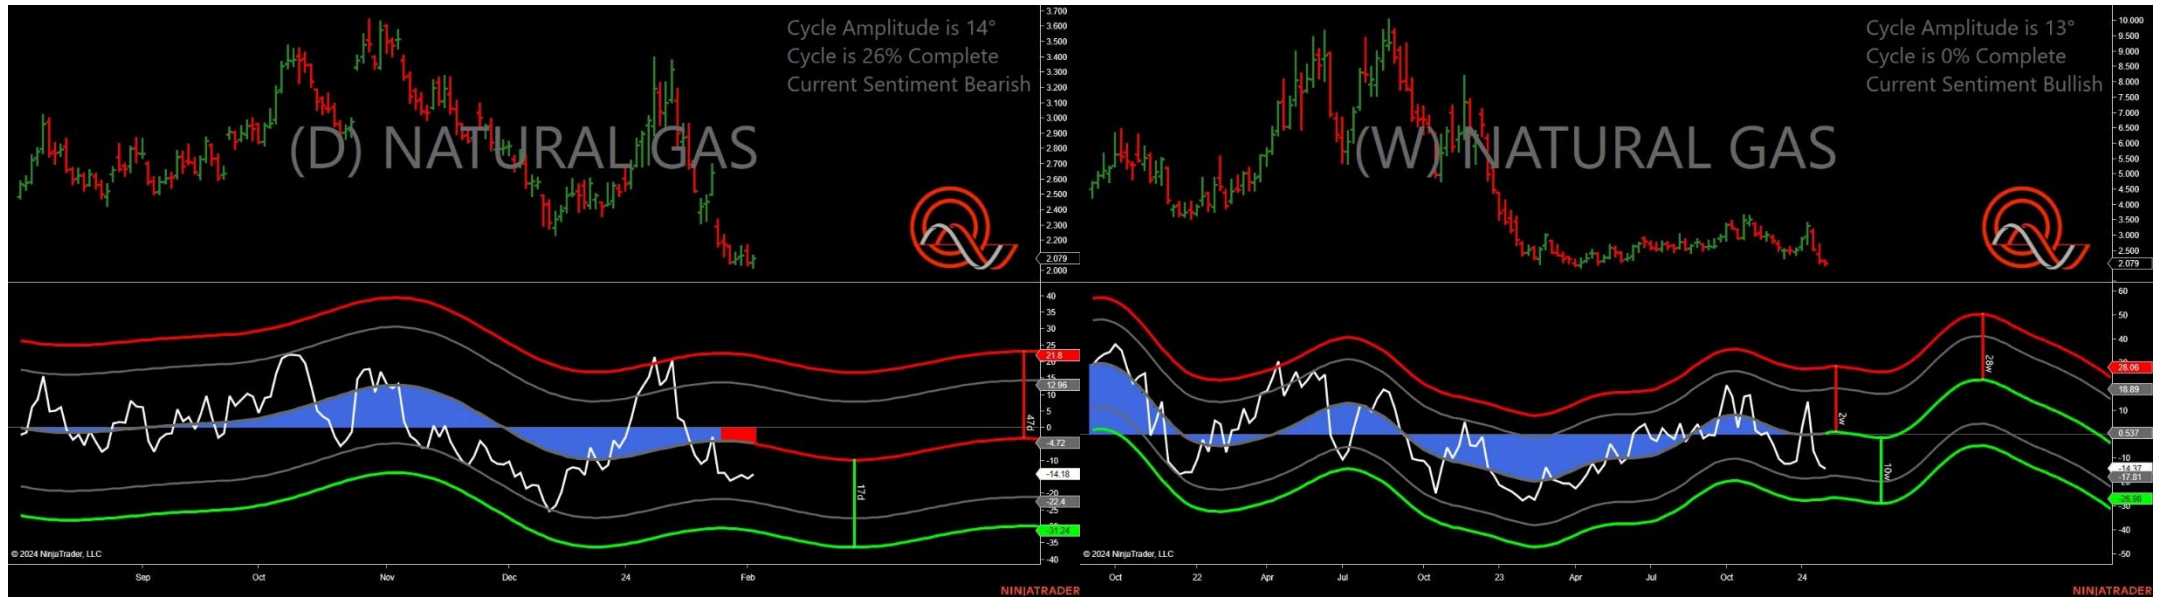 Cycle Amplitude is 14°
Cycle is 26% Complete
Current Sentiment Bearish
(D) NATURAL GAS
3.700
3.600
3.500
3.400
3.300
3.200
3.100
3.000
2.900
2.800
2.700
2.600
2.500
2.400
2.300
2.200
2.079
2.000
40
35
30
25
21.8
15
12.96
10
5
0
-4.72
-10
-14.18
-20
-22.4
-25
-31.24
-35
-40
47d
17d
© 2024 NinjaTrader, LLC
Sep
Oct
Nov
Dec
24
Feb
NINJATRADER
Cycle Amplitude is 13°
Cycle is 0% Complete
Current Sentiment Bullish
(W) NATURAL GAS
10.000
9.500
9.000
8.500
8.000
7.500
7.000
6.500
6.000
5.500
5.000
4.500
4.000
3.500
3.000
2.500
2.079
60
50
40
28.06
18.89
10
0.537
-10
-14.37
-17.81
-26.98
-30
-40
-50
2w
10w
28w
© 2024 NinjaTrader, LLC
Oct
22
Apr
Jul
Oct
23
Apr
Jul
Oct
24
NINJATRADER